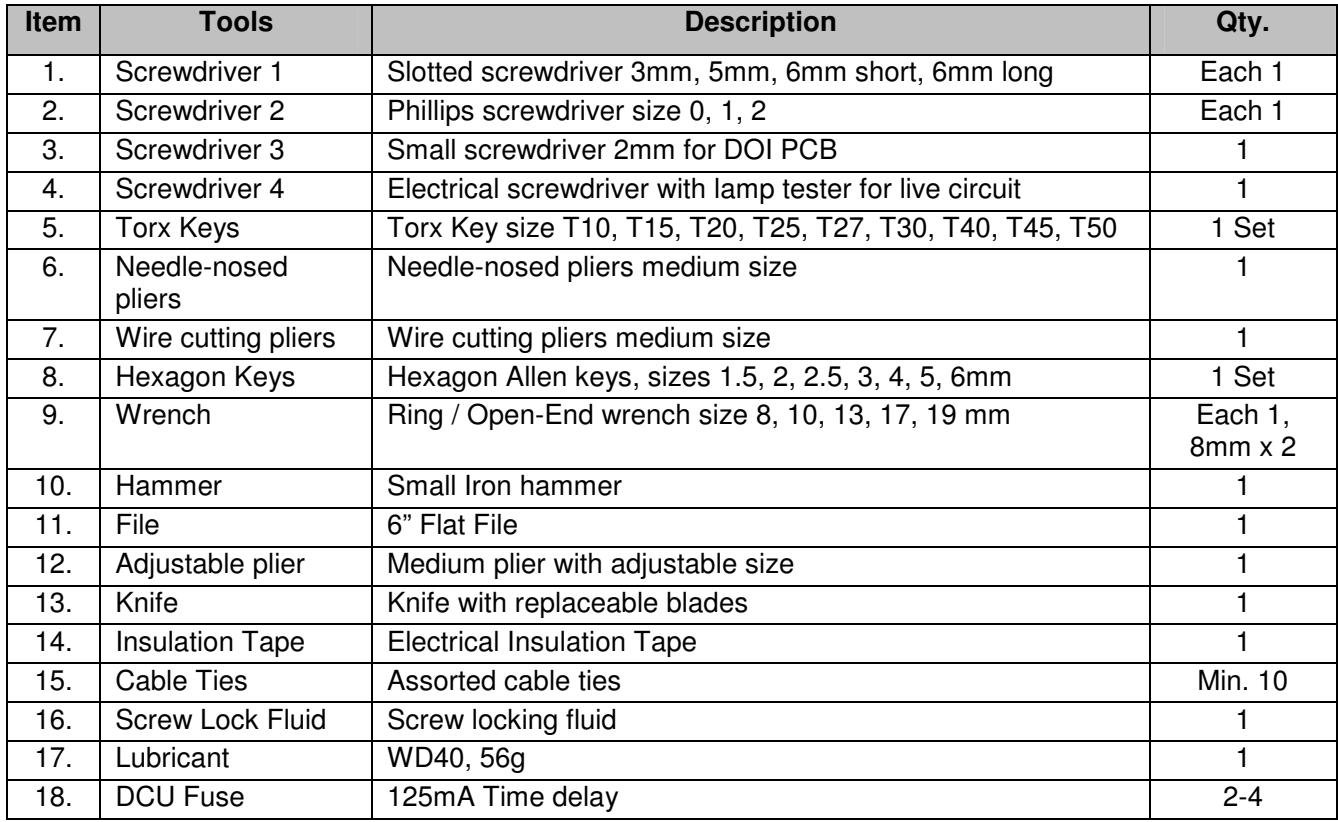 Item Tools Description Qty.
1. Screwdriver 1 Slotted screwdriver 3mm, 5mm, 6mm short, 6mm long Each 1
2. Screwdriver 2 Phillips screwdriver size 0, 1, 2 Each 1
3. Screwdriver 3 Small screwdriver 2mm for DOI PCB 1
4. Screwdriver 4 Electrical screwdriver with lamp tester for live circuit 1
5. Torx Keys Torx Key size T10, T15, T20, T25, T27, T30, T40, T45, T50 1 Set
6. Needle-nosed Needle-nosed pliers medium size 1
pliers
7. Wire cutting pliers Wire cutting pliers medium size 1
8. Hexagon Keys Hexagon Allen keys, sizes 1.5, 2, 2.5, 3, 4, 5, 6mm 1 Set
9. Wrench Ring / Open-End wrench size 8, 10, 13, 17, 19 mm Each 1,
8mm x 2
10. Hammer Small Iron hammer 1
11. File 6” Flat File 1
12. Adjustable plier Medium plier with adjustable size 1
13. Knife Knife with replaceable blades 1
14. Insulation Tape Electrical Insulation Tape 1
15. Cable Ties Assorted cable ties Min. 10
16. Screw Lock Fluid Screw locking fluid 1
17. Lubricant WD40, 56g 1
18. DCU Fuse 125mA Time delay 2-4